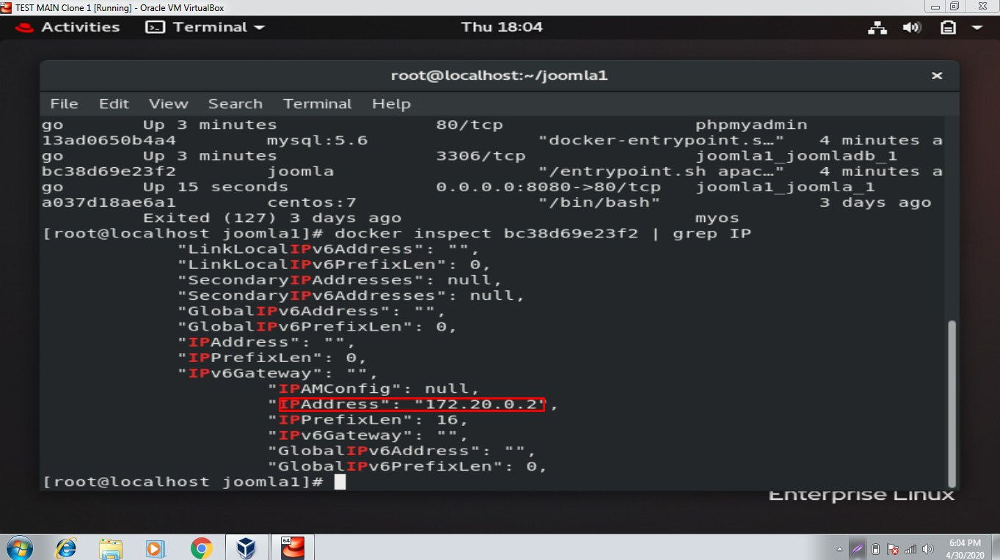 TEST MAIN Clone 1 [Running] - Oracle VM VirtualBox
Activities Terminal Thu 18:04
root@localhost:~/joomla1
File Edit View Search Terminal Help
go Up 3 minutes 80/tcp phpmyadmin
13ad0650b4a4 mysql:5.6 "docker-entrypoint.s…" 4 minutes a
go Up 3 minutes 3306/tcp joomla1_joomladb_1
bc38d69e23f2 joomla "/entrypoint.sh apac…" 4 minutes a
go Up 15 seconds 0.0.0.0:8080->80/tcp joomla1_joomla_1
a037d18ae6a1 centos:7 "/bin/bash" 3 days ago
Exited (127) 3 days ago myos
[root@localhost joomla1]# docker inspect bc38d69e23f2 | grep IP
"LinkLocalIPv6Address": "",
"LinkLocalIPv6PrefixLen": 0,
"SecondaryIPAddresses": null,
"SecondaryIPv6Addresses": null,
"GlobalIPv6Address": "",
"GlobalIPv6PrefixLen": 0,
"IPAddress": "",
"IPPrefixLen": 0,
"IPv6Gateway": "",
"IPAMConfig": null,
"IPAddress": "172.20.0.2",
"IPPrefixLen": 16,
"IPv6Gateway": "",
"GlobalIPv6Address": "",
"GlobalIPv6PrefixLen": 0,
[root@localhost joomla1]#
Enterprise Linux
64
6:04 PM
4/30/2020